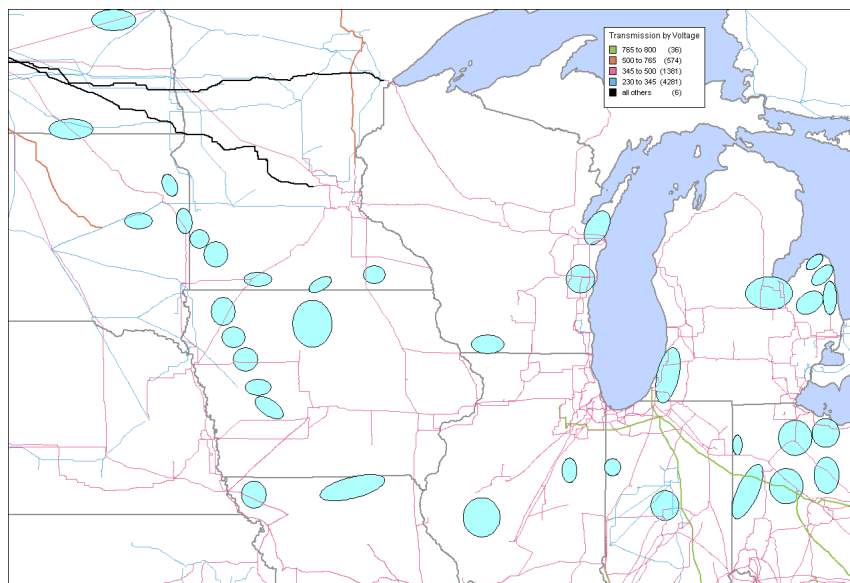 Transmission by Voltage
765 to 800 (36)
500 to 765 (574)
345 to 500 (1381)
230 to 345 (4281)
all others (6)